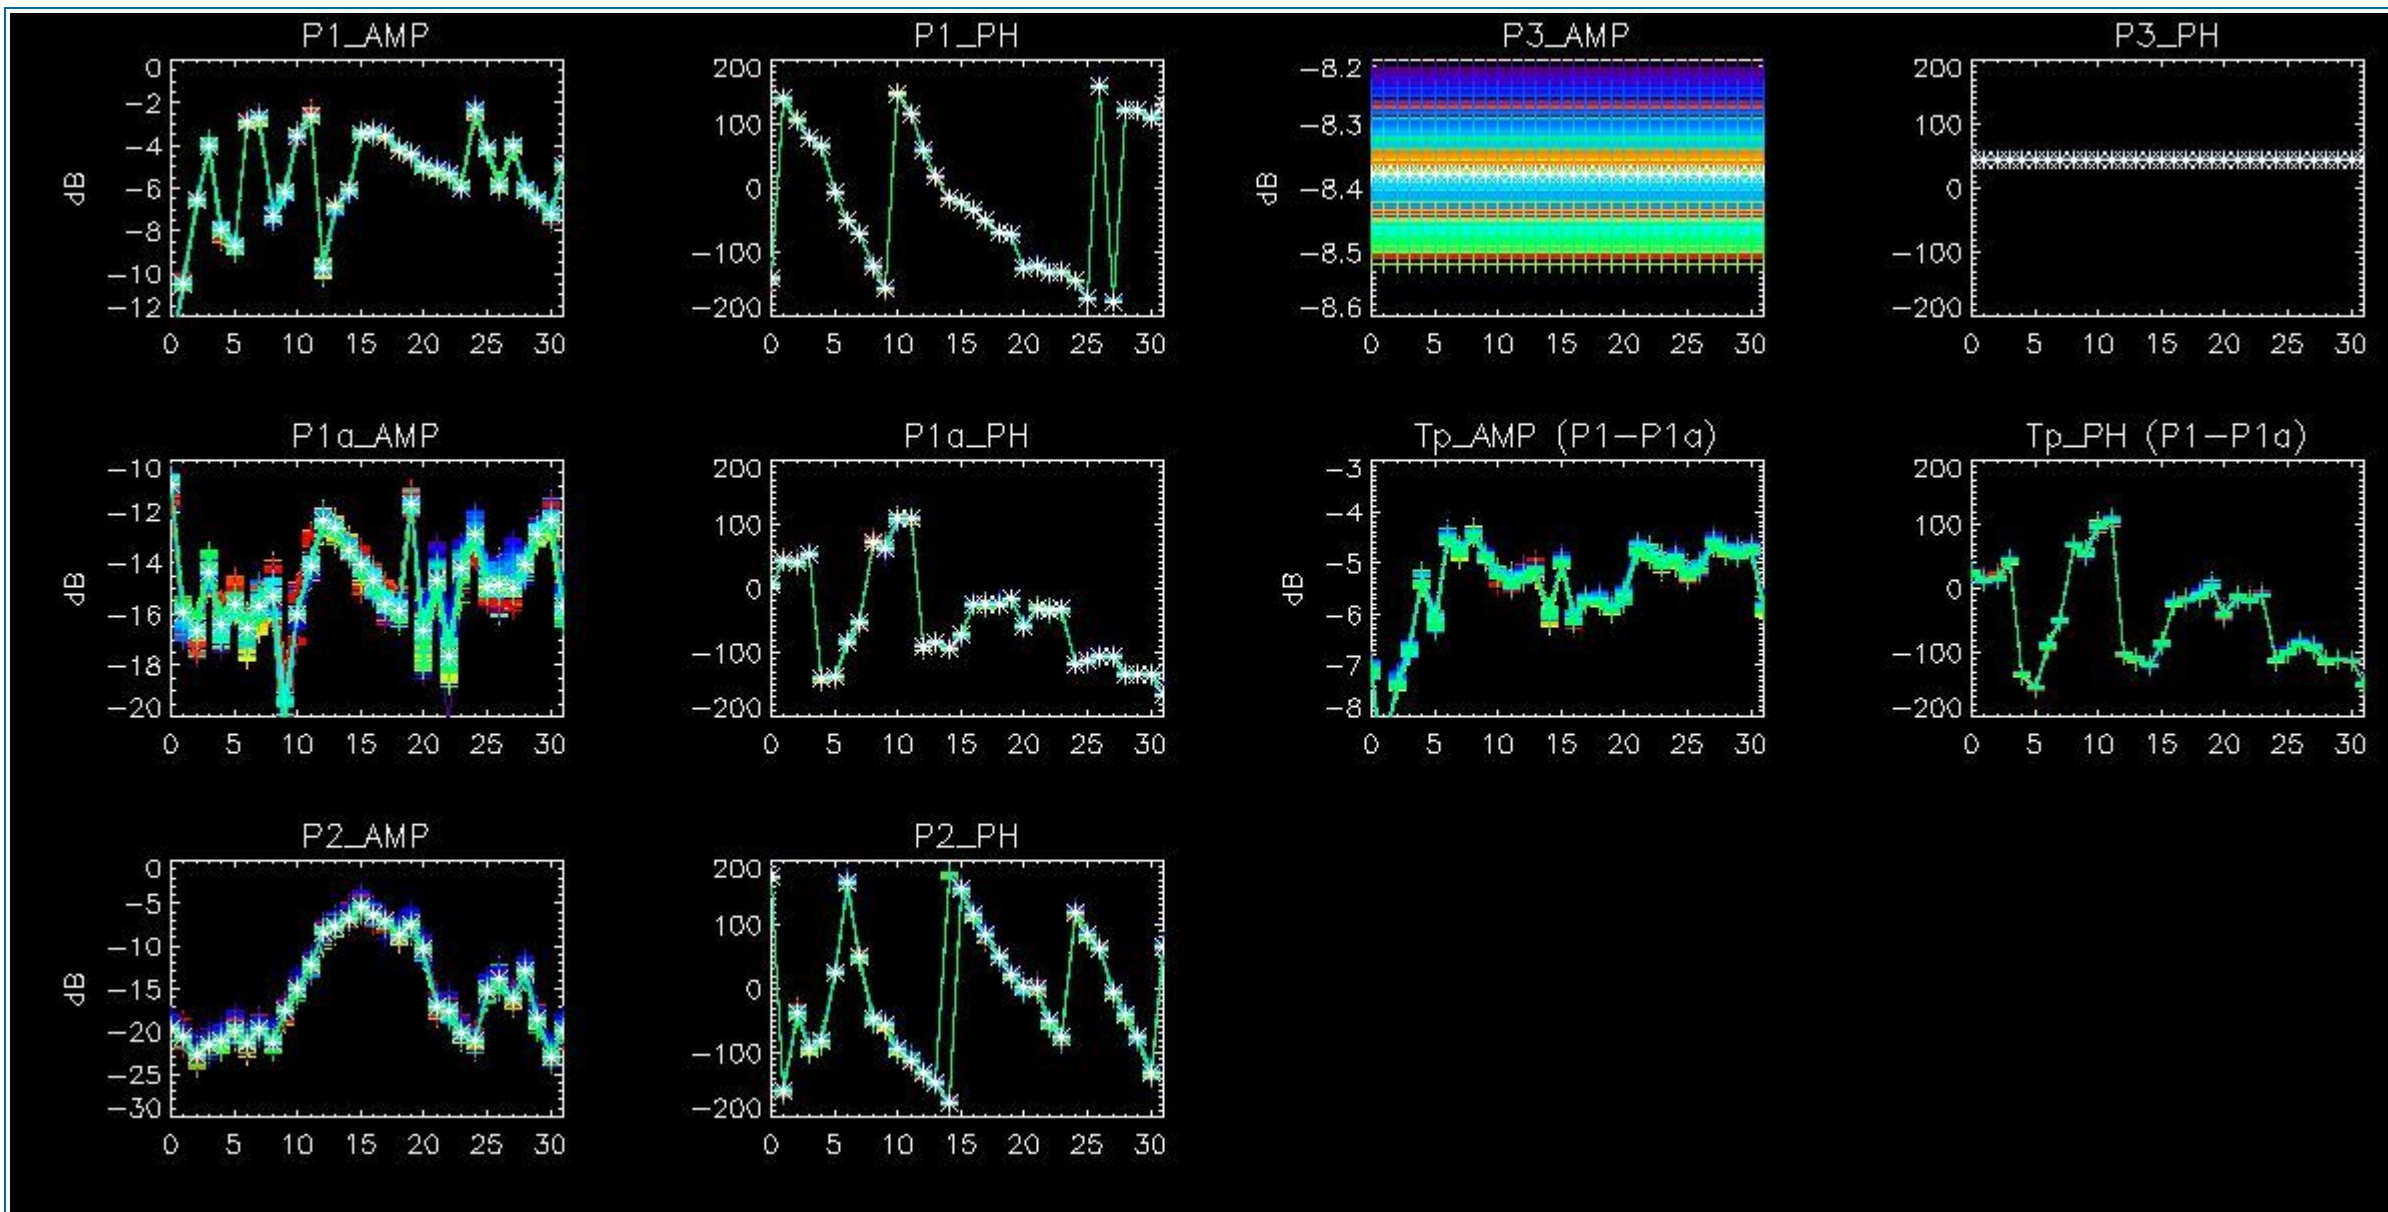 P1_AMP
P1_PH
P3_AMP
P3_PH
dB
0
−2
−4
−6
−8
−10
−12
0 5 10 15 20 25 30
200
100
0
−100
−200
0 5 10 15 20 25 30
dB
−8.2
−8.3
−8.4
−8.5
−8.6
0 5 10 15 20 25 30
200
100
0
−100
−200
0 5 10 15 20 25 30
P1a_AMP
P1a_PH
Tp_AMP (P1−P1a)
Tp_PH (P1−P1a)
dB
−10
−12
−14
−16
−18
−20
0 5 10 15 20 25 30
200
100
0
−100
−200
0 5 10 15 20 25 30
dB
−3
−4
−5
−6
−7
−8
0 5 10 15 20 25 30
200
100
0
−100
−200
0 5 10 15 20 25 30
P2_AMP
P2_PH
dB
0
−5
−10
−15
−20
−25
−30
0 5 10 15 20 25 30
200
100
0
−100
−200
0 5 10 15 20 25 30